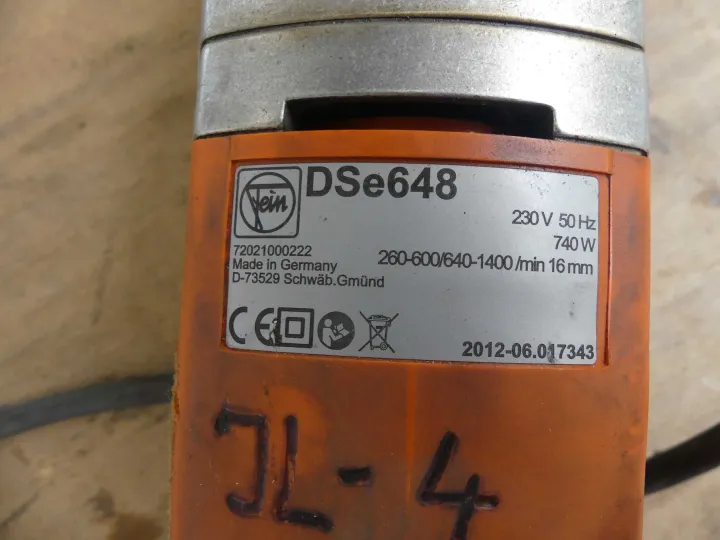 Fein
DSe648
230 V 50 Hz
740 W
72021000222
260-600/640-1400/min 16 mm
Made in Germany
D-73529 Schwäb.Gmünd
CE
2012-06.017343
JL-4